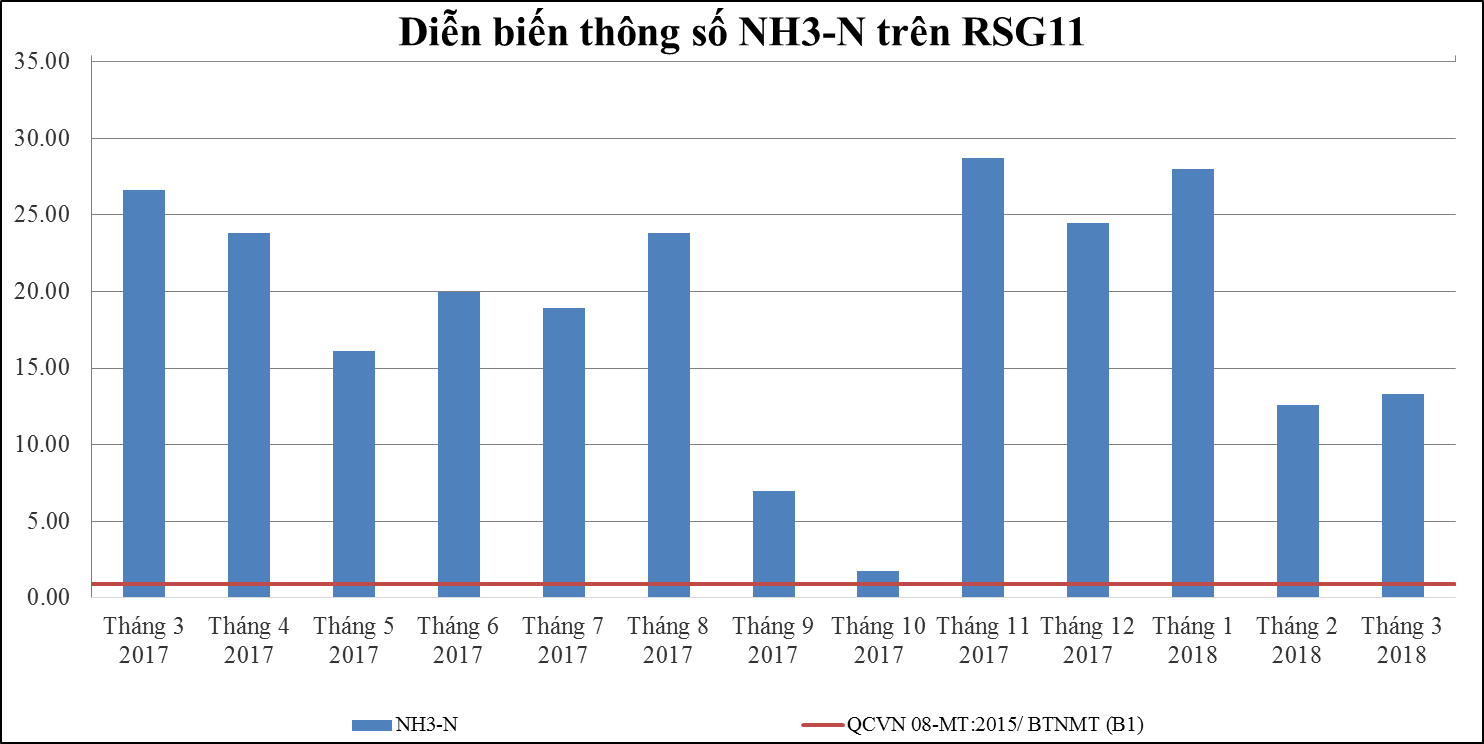 Diễn biến thông số NH3-N trên RSG11
35.00
30.00
25.00
20.00
15.00
10.00
5.00
0.00
Tháng 3 Tháng 4 Tháng 5 Tháng 6 Tháng 7 Tháng 8 Tháng 9 Tháng 10 Tháng 11 Tháng 12 Tháng 1 Tháng 2 Tháng 3
2017 2017 2017 2017 2017 2017 2017 2017 2017 2017 2018 2018 2018
NH3-N QCVN 08-MT:2015/ BTNMT (B1)